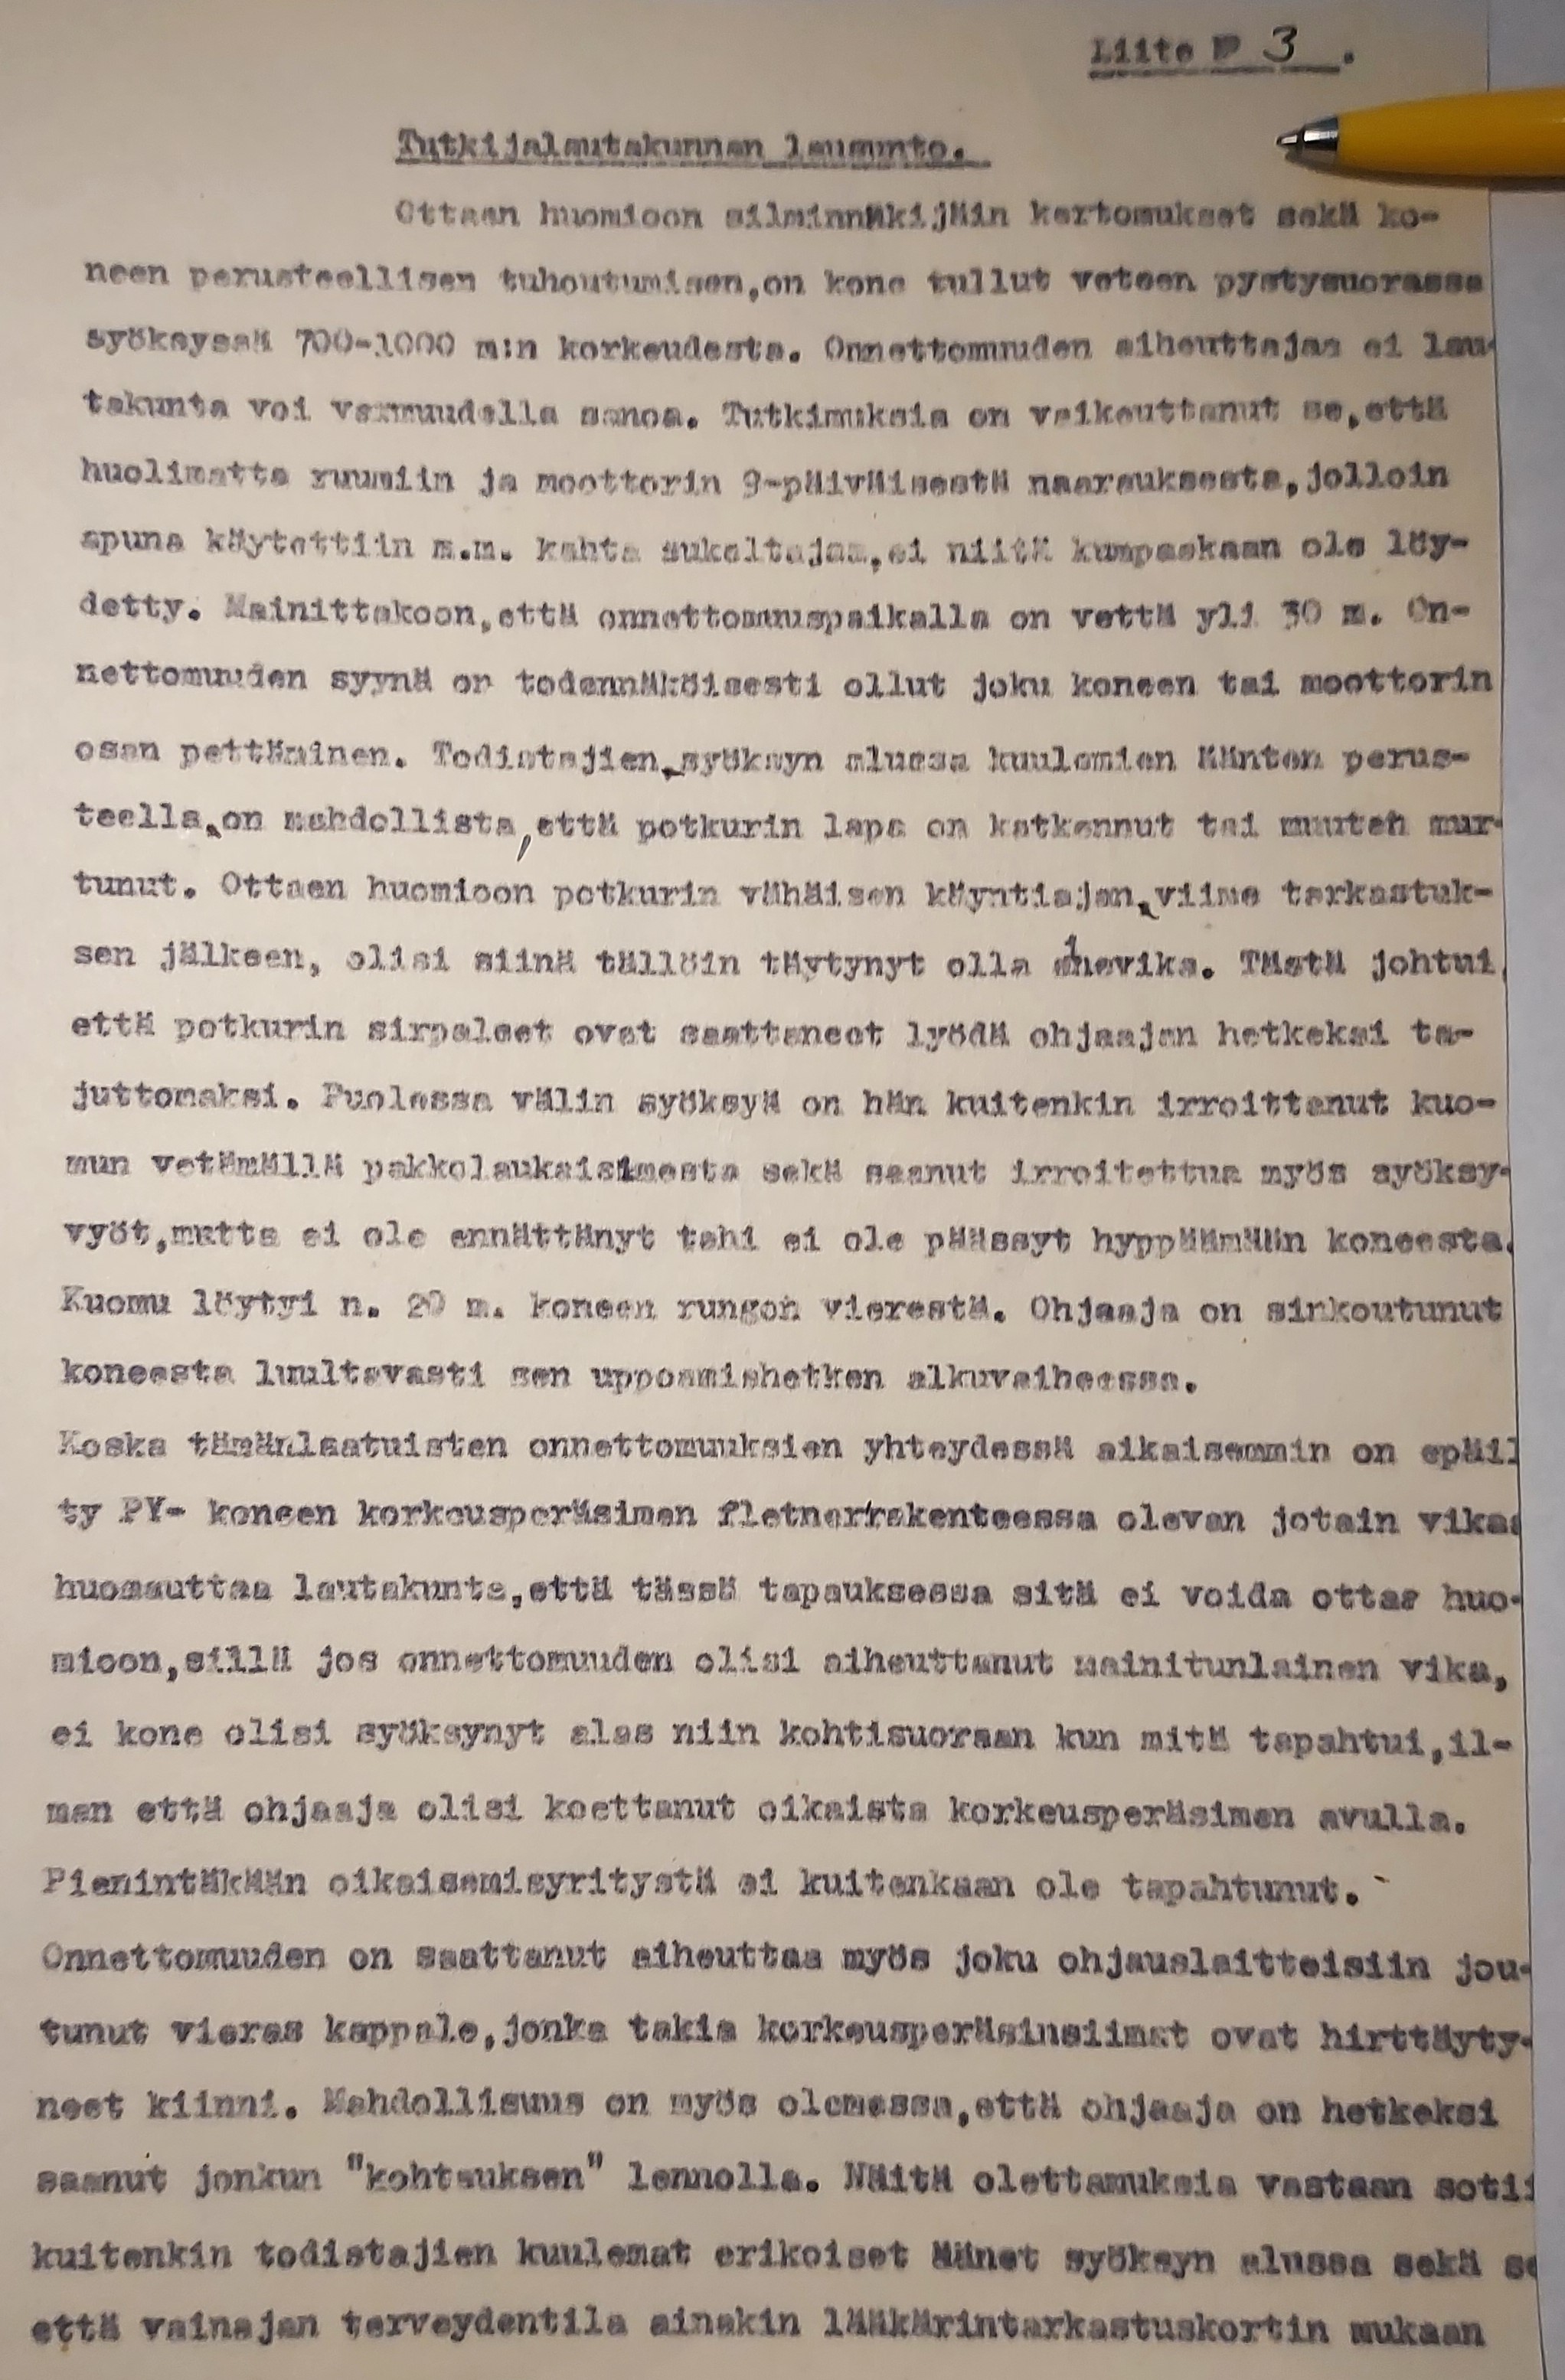 Liite № 3 .
Tutkijalautakunnan lausunto.
Ottaen huomioon silminnäkijäin kertomukset sekä ko-
neen perusteellisen tuhoutumisen,on kone tullut veteen pystysuorassa
syöksyssä 700-1000 m:n korkeudesta. Onnettomuuden aiheuttajaa ei lau-
takunta voi varmuudella sanoa. Tutkimuksia on vaikeuttanut se,että
huolimatta ruumiin ja moottorin 9-päiväisestä naarauksesta,jolloin
apuna käytettiin m.m. kahta sukeltajaa,ei niitä kumpaakaan ole löy-
detty. Mainittakoon,että onnettomuuspaikalla on vettä yli 30 m. On-
nettomuuden syynä on todennäköisesti ollut joku koneen tai moottorin
osan pettäminen. Todistajien syöksyn alussa kuulemien äänten perus-
teella on mahdollista,että potkurin lapa on katkennut tai muuten mur-
tunut. Ottaen huomioon potkurin vähäisen käyntiajan viime tarkastuk-
sen jälkeen, olisi siinä tällöin täytynyt olla ainevika. Tästä johtui,
että potkurin sirpaleet ovat saattaneet lyödä ohjaajan hetkeksi ta-
juttomaksi. Puolessa välin syöksyä on hän kuitenkin irroittanut kuo-
mun vetämällä pakkolaukaisimesta sekä saanut irroitettua myös syöksy-
vyöt,mutta ei ole ennättänyt tahi ei ole päässyt hyppäämään koneesta.
Kuomu löytyi n. 20 m. koneen rungon vierestä. Ohjaaja on sinkoutunut
koneesta luultavasti sen uppoamishetken alkuvaiheessa.
Koska tämänlaatuisten onnettomuuksien yhteydessä aikaisemmin on epäil
ty PY- koneen korkeusperäsimen fletnerrakenteessa olevan jotain vikaa
huomauttaa lautakunta,että tässä tapauksessa sitä ei voida ottaa huo-
mioon,sillä jos onnettomuuden olisi aiheuttanut mainitunlainen vika,
ei kone olisi syöksynyt alas niin kohtisuoraan kun mitä tapahtui,il-
man että ohjaaja olisi koettanut oikaista korkeusperäsimen avulla.
Pienintäkään oikaisemisyritystä ei kuitenkaan ole tapahtunut.
Onnettomuuden on saattanut aiheuttaa myös joku ohjauslaitteisiin jou-
tunut vieras kappale,jonka takia korkeusperäsinsiimat ovat hirttäyty-
neet kiinni. Mahdollisuus on myös olemassa,että ohjaaja on hetkeksi
saanut jonkun "kohtauksen" lennolla. Näitä olettamuksia vastaan sotii
kuitenkin todistajien kuulemat erikoiset äänet syöksyn alussa sekä se
että vainajan terveydentila ainakin lääkärintarkastuskortin mukaan